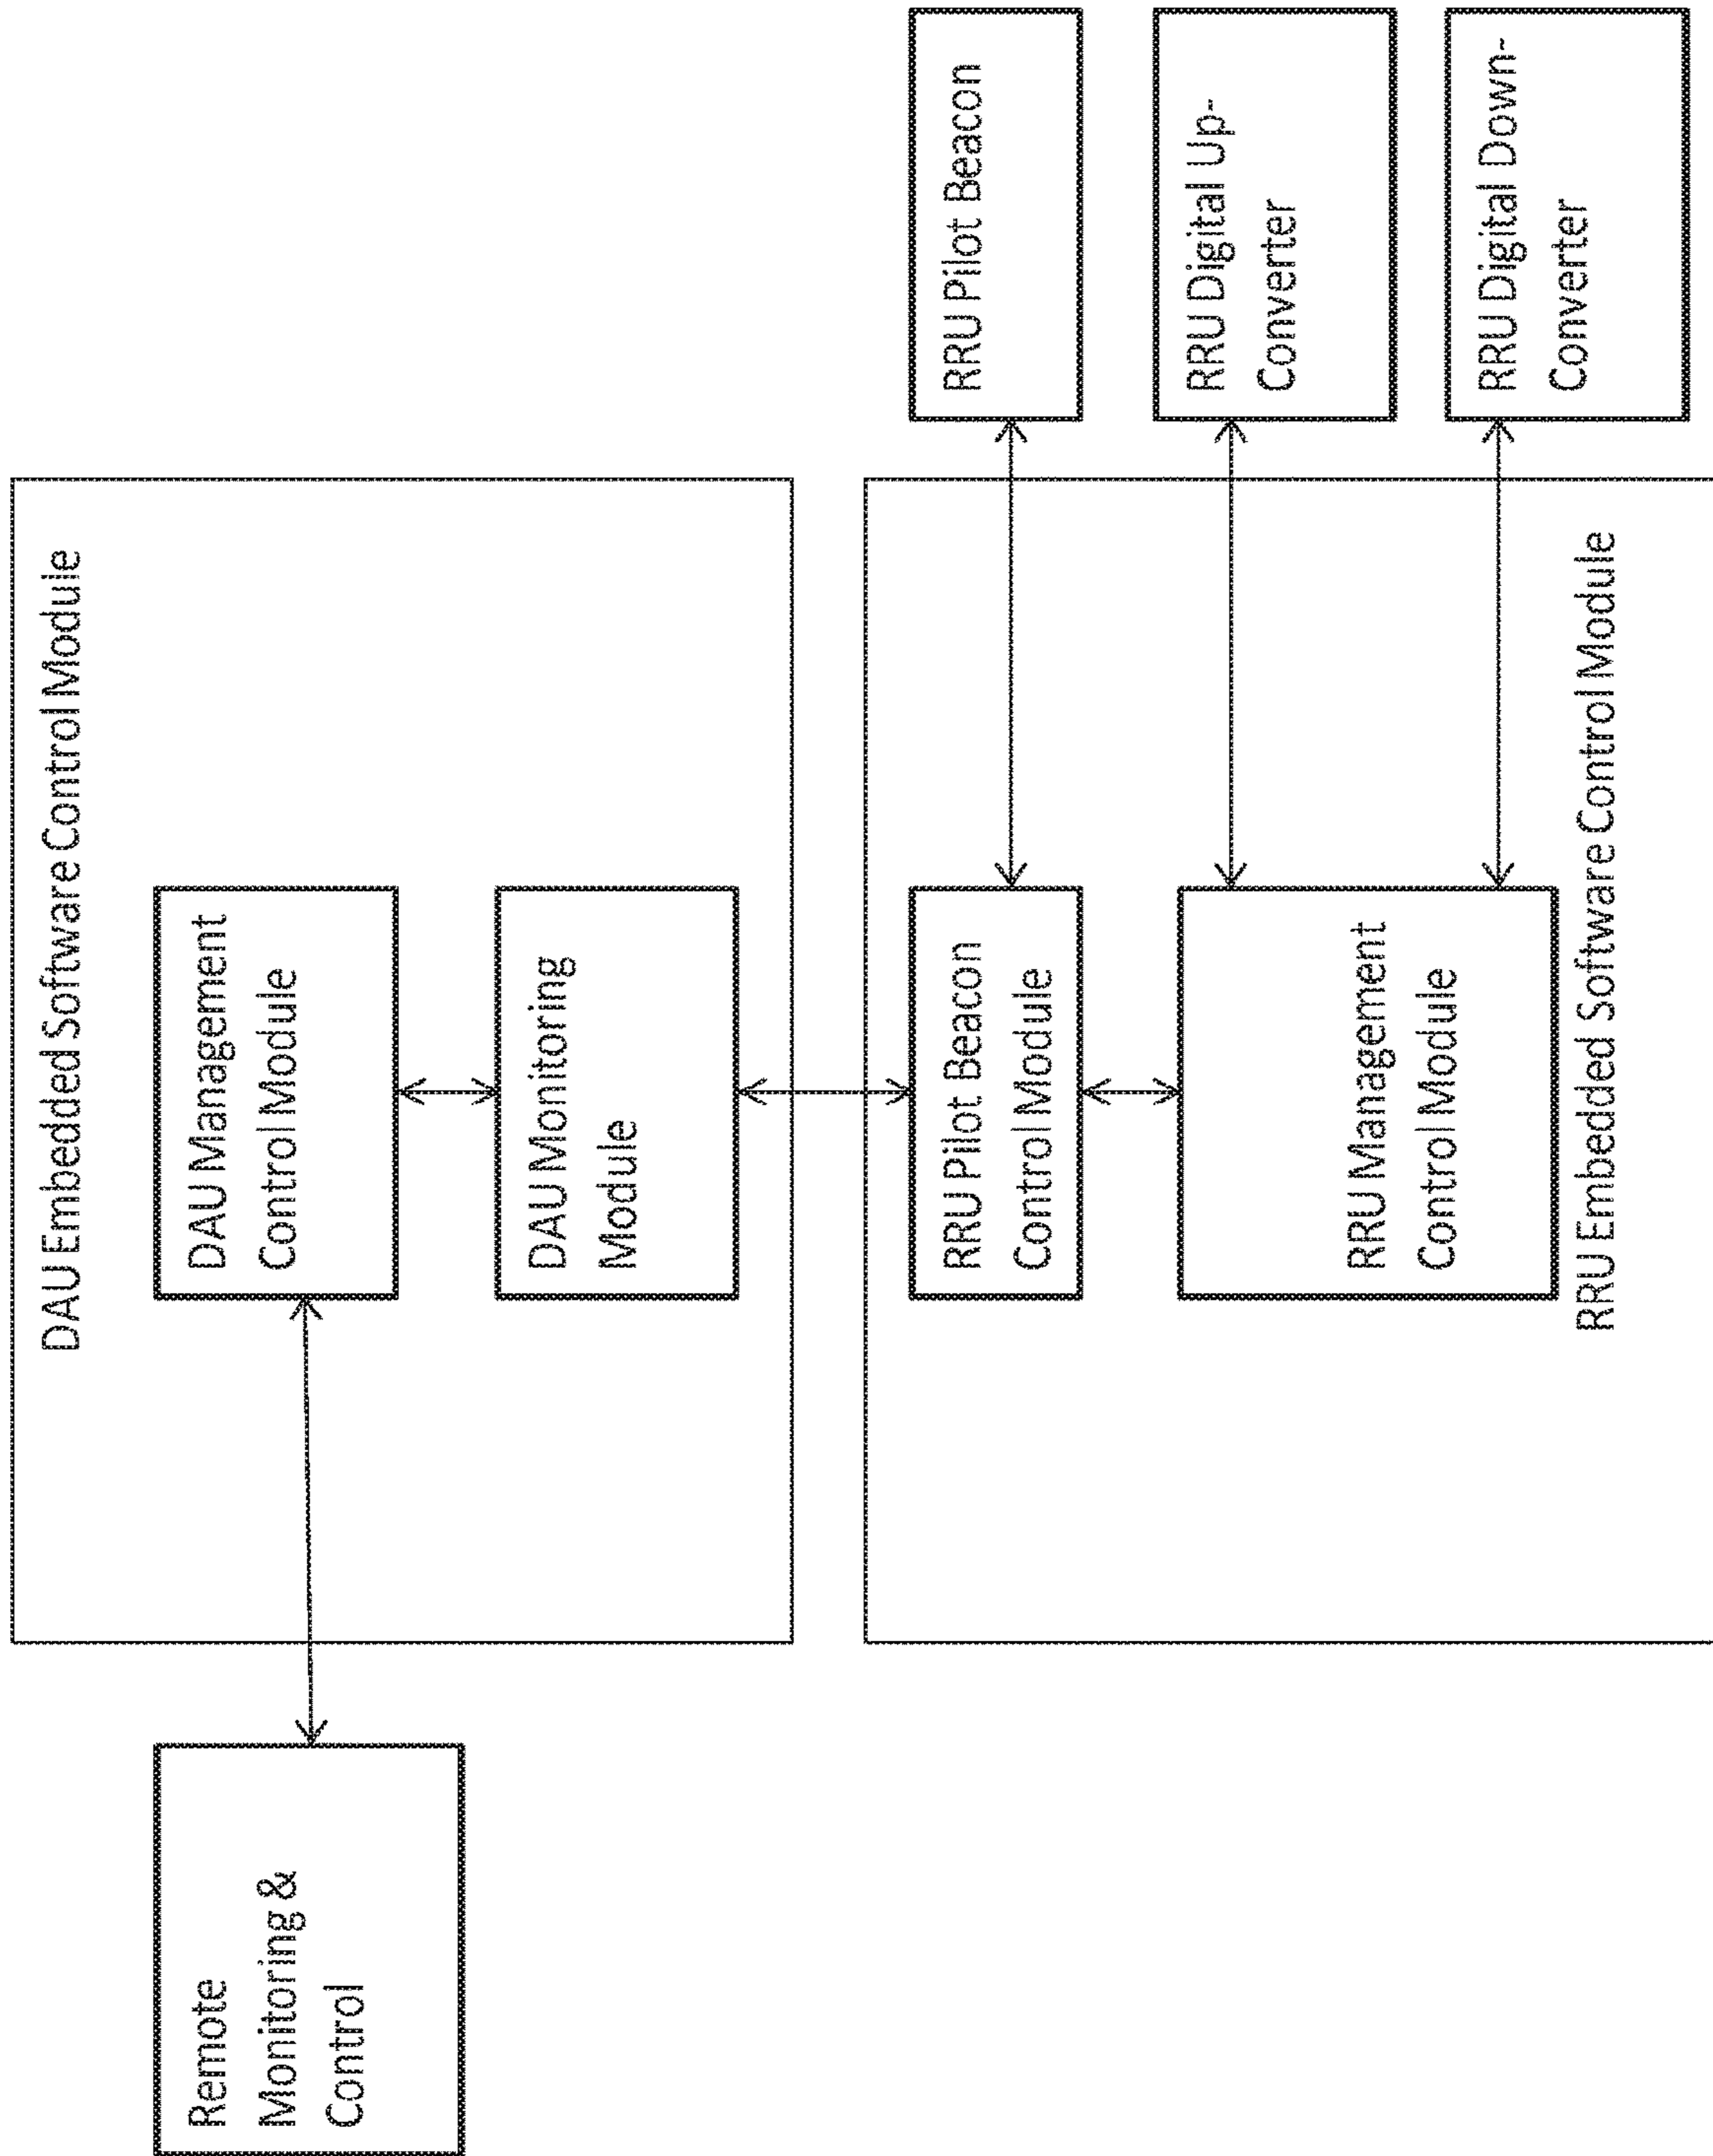 DAU Embedded Software Control Module
Remote
Monitoring &
Control
DAU Management
Control Module
DAU Monitoring
Module
RRU Pilot Beacon
Control Module
RRU Pilot Beacon
RRU Management
Control Module
RRU Digital Up-
Converter
RRU Digital Down-
Converter
RRU Embedded Software Control Module